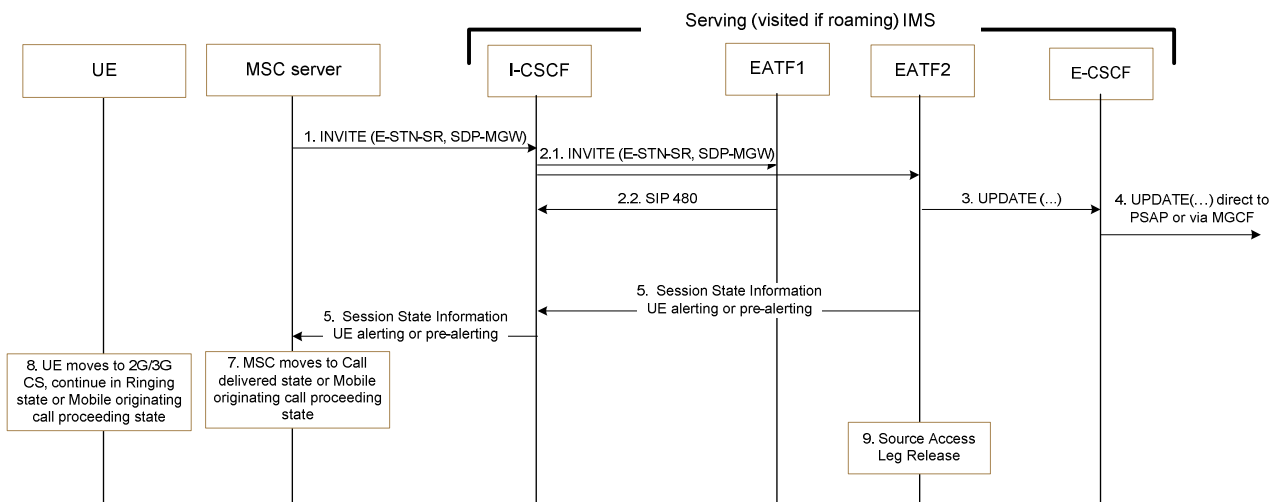 Serving (visited if roaming) IMS
UE
MSC server
I-CSCF
EATF1
EATF2
E-CSCF
1. INVITE (E-STN-SR, SDP-MGW)
2.1. INVITE (E-STN-SR, SDP-MGW)
2.2. SIP 480
3. UPDATE (...)
4. UPDATE(...) direct to
PSAP or via MGCF
5. Session State Information
UE alerting or pre-alerting
5. Session State Information
UE alerting or pre-alerting
8. UE moves to 2G/3G
CS, continue in Ringing
state or Mobile originating
call proceeding state
7. MSC moves to Call
delivered state or Mobile
originating call proceeding
state
9. Source Access
Leg Release